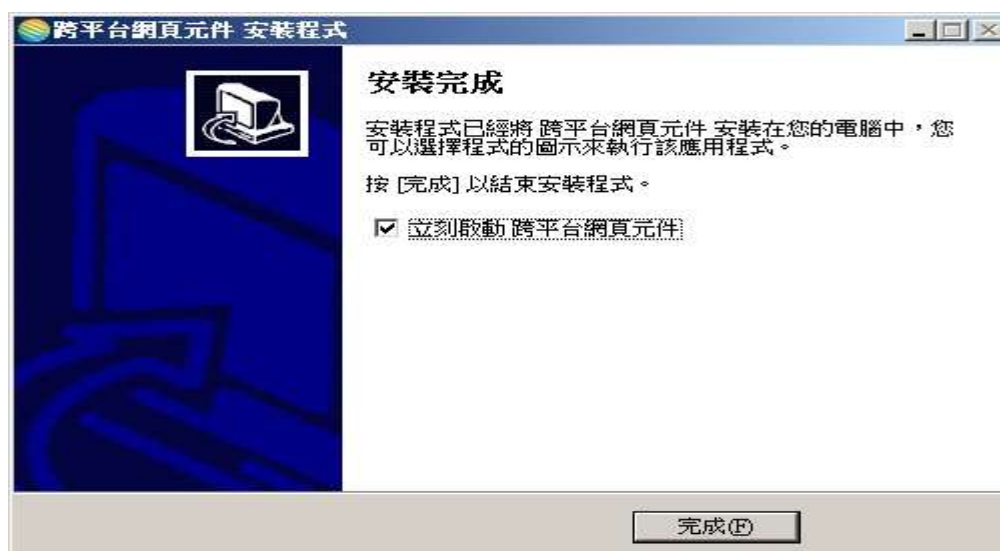 跨平台網頁元件 安裝程式
安裝完成
安裝程式已經將 跨平台網頁元件 安裝在您的電腦中，您
可以選擇程式的圖示來執行該應用程式。
按 [完成] 以結束安裝程式。
立刻啟動 跨平台網頁元件
完成(F)